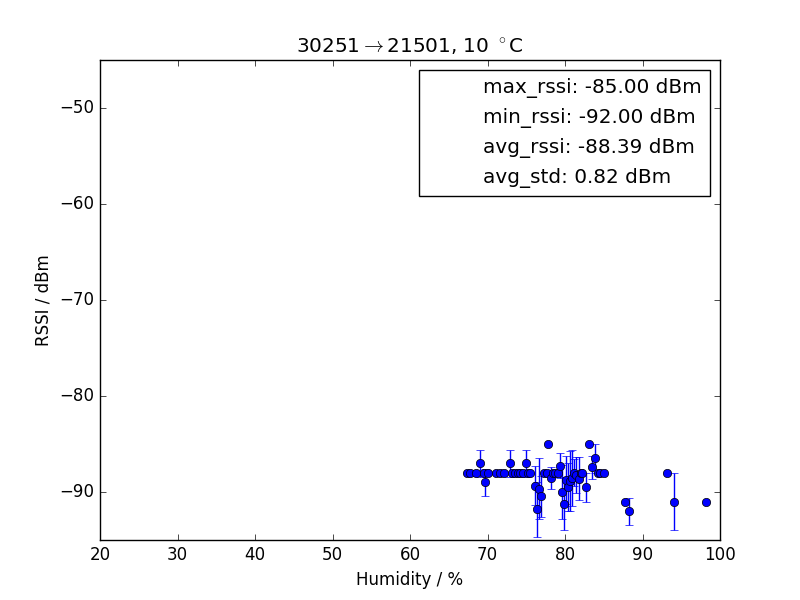 30251→21501, 10 °C
max_rssi: -85.00 dBm
min_rssi: -92.00 dBm
avg_rssi: -88.39 dBm
avg_std: 0.82 dBm
RSSI / dBm
−50
−60
−70
−80
−90
20 30 40 50 60 70 80 90 100
Humidity / %